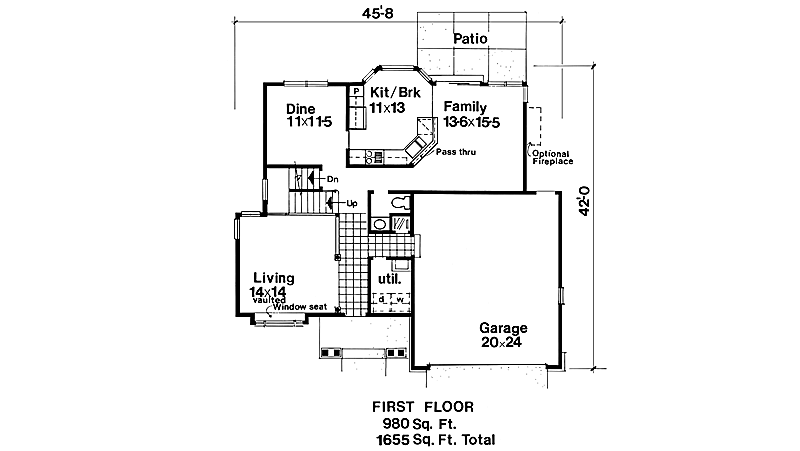 45'-8
Patio
P
Kit/Brk
11x13
Dine
11x11-5
Family
13-6x15-5
Pass thru
Optional
Fireplace
Dn
Up
42'-0
Living
14x14
vaulted
Window seat
util.
d w
Garage
20x24
FIRST FLOOR
980 Sq. Ft.
1655 Sq. Ft. Total